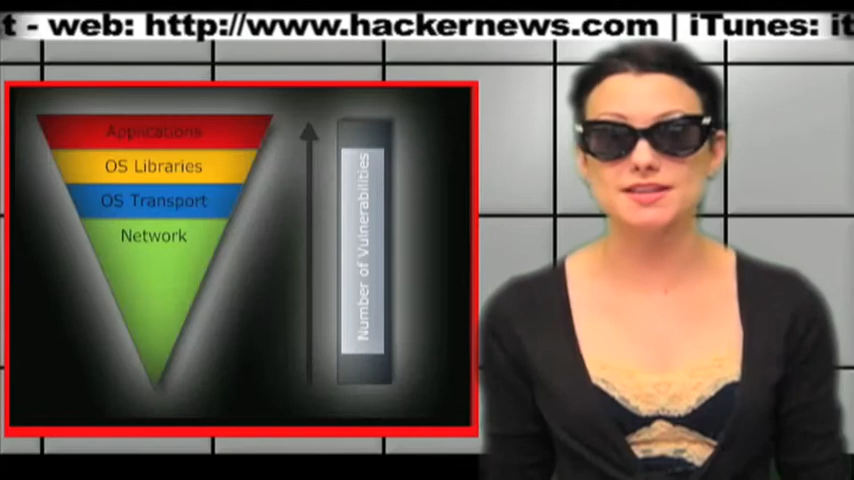 t - web: http://www.hackernews.com | iTunes: it
Applications
OS Libraries
OS Transport
Network
Number of Vulnerabilities